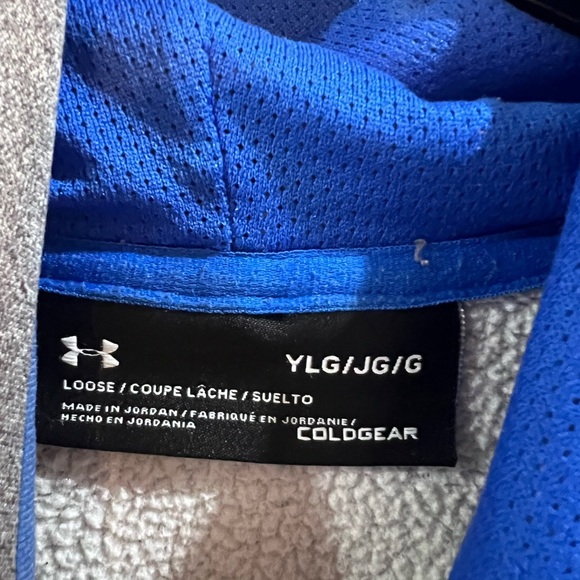 YLG/JG/G
LOOSE / COUPE LÂCHE / SUELTO
MADE IN JORDAN / FABRIQUÉ EN JORDANIE /
HECHO EN JORDANIA
COLDGEAR